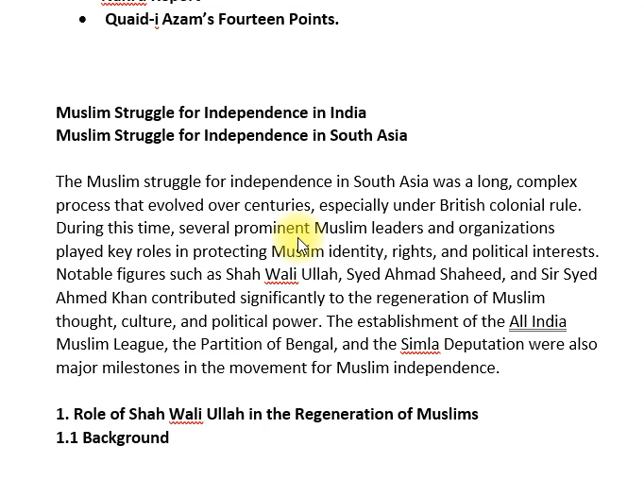 Report
• Quaid-i Azam's Fourteen Points.
Muslim Struggle for Independence in India
Muslim Struggle for Independence in South Asia
The Muslim struggle for independence in South Asia was a long, complex
process that evolved over centuries, especially under British colonial rule.
During this time, several prominent Muslim leaders and organizations
played key roles in protecting Muslim identity, rights, and political interests.
Notable figures such as Shah Wali Ullah, Syed Ahmad Shaheed, and Sir Syed
Ahmed Khan contributed significantly to the regeneration of Muslim
thought, culture, and political power. The establishment of the All India
Muslim League, the Partition of Bengal, and the Simla Deputation were also
major milestones in the movement for Muslim independence.
1. Role of Shah Wali Ullah in the Regeneration of Muslims
1.1 Background